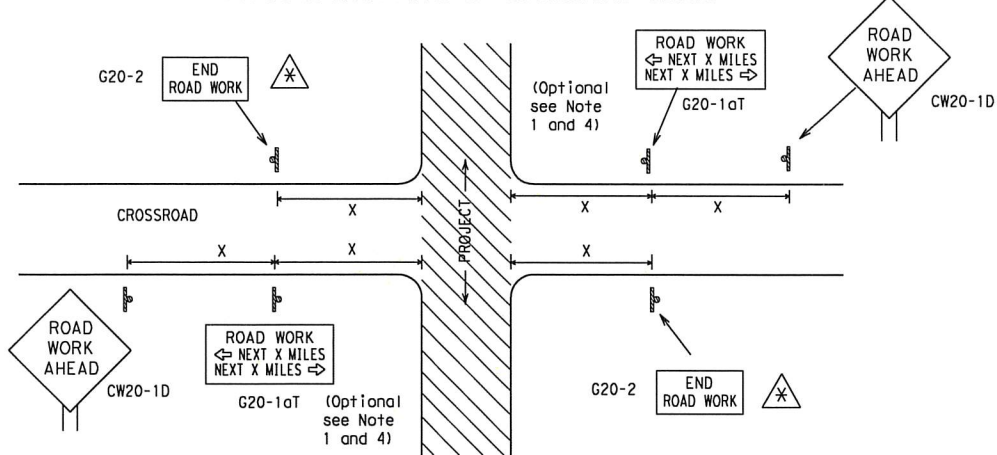 G20-2
END
ROAD WORK
*
(Optional
see Note
1 and 4)
ROAD WORK
⇦ NEXT X MILES
NEXT X MILES ⇨
G20-1aT
ROAD
WORK
AHEAD
CW20-1D
CROSSROAD
X
X
X
PROJECT
X
X
X
ROAD
WORK
AHEAD
CW20-1D
ROAD WORK
⇦ NEXT X MILES
NEXT X MILES ⇨
G20-1aT
(Optional
see Note
1 and 4)
G20-2
END
ROAD WORK
*